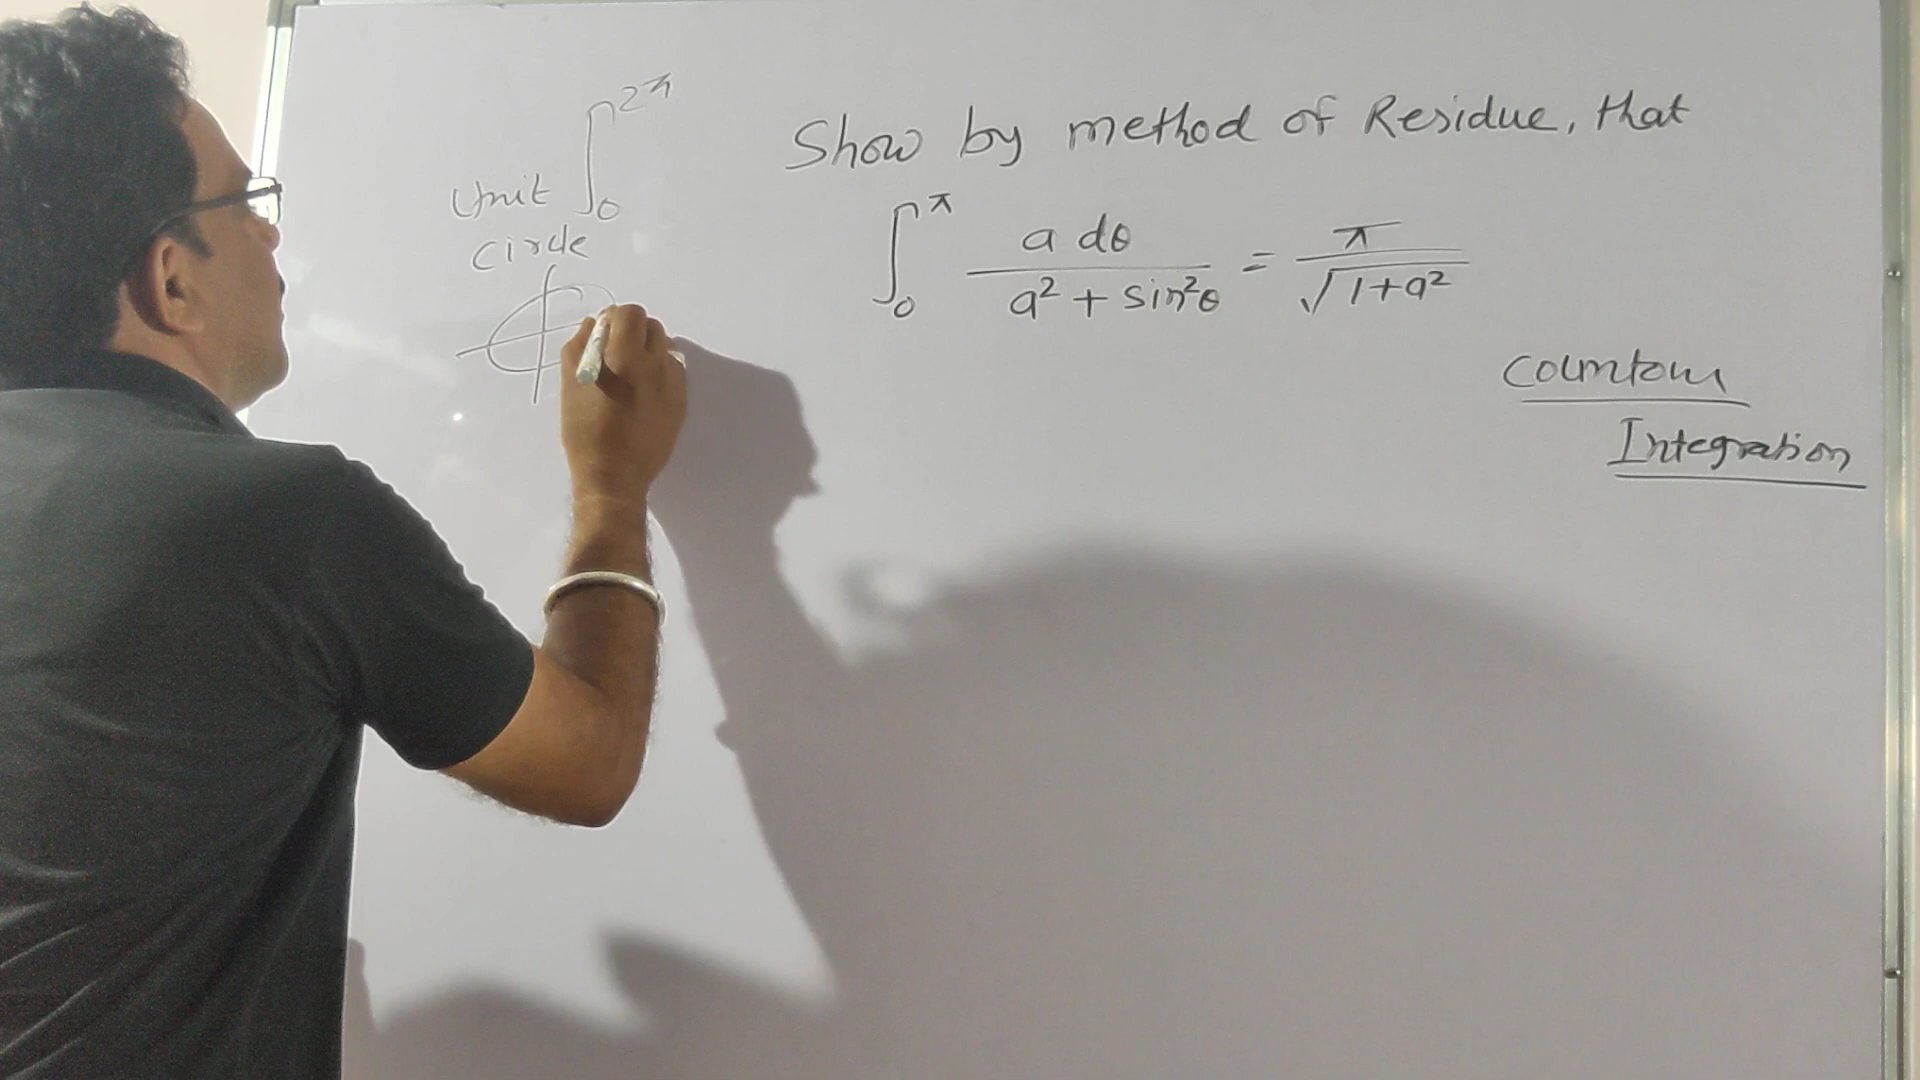 ∫₀^2π
Unit
circle
Show by method of Residue, that
∫₀^π a dθ / (a² + sin²θ) = π / √(1+a²)
Countour
Integration